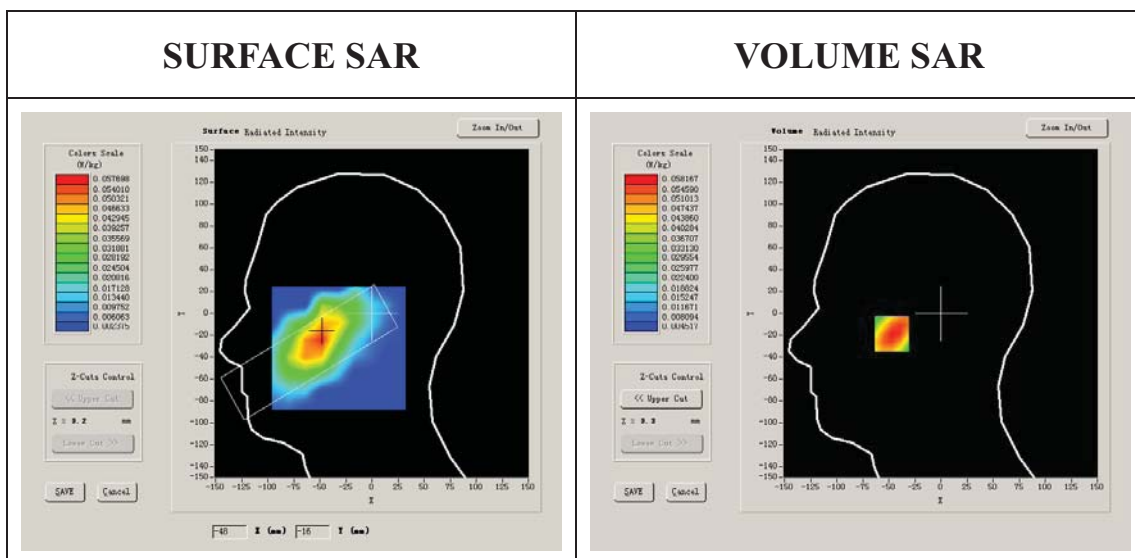 SURFACE SAR
VOLUME SAR
Surface Radiated Intensity
Zoom In/Out
Colors Scale
(W/kg)
0.057698
0.054010
0.050321
0.046633
0.042945
0.039257
0.035569
0.031881
0.028192
0.024504
0.020816
0.017128
0.013440
0.009752
0.006063
0.002375
150
140
120
100
80
60
40
20
0
-20
-40
-60
-80
-100
-120
-140
-150
Y
-150 -125 -100 -75 -50 -25 0 25 50 75 100 125 150
X
Z-Cuts Control
<< Upper Cut
Z = 3.2 mm
Lower Cut >>
SAVE Cancel
-48 X (mm) -16 Y (mm)
Volume Radiated Intensity
Zoom In/Out
Colors Scale
(W/kg)
0.058167
0.054590
0.051013
0.047437
0.043860
0.040284
0.036707
0.033130
0.029554
0.025977
0.022400
0.018824
0.015247
0.011671
0.008094
0.004517
150
140
120
100
80
60
40
20
0
-20
-40
-60
-80
-100
-120
-140
-150
Y
-150 -125 -100 -75 -50 -25 0 25 50 75 100 125 150
X
Z-Cuts Control
<< Upper Cut
Z = 3.3 mm
Lower Cut >>
SAVE Cancel